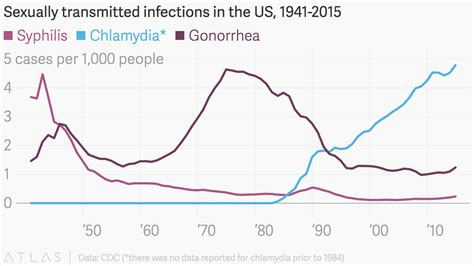 Sexually transmitted infections in the US, 1941-2015
Syphilis Chlamydia* Gonorrhea
5 cases per 1,000 people
4
3
2
1
0
'50 '60 '70 '80 '90 '00 '10
ATLAS | Data: CDC (*there was no data reported for chlamydia prior to 1984)